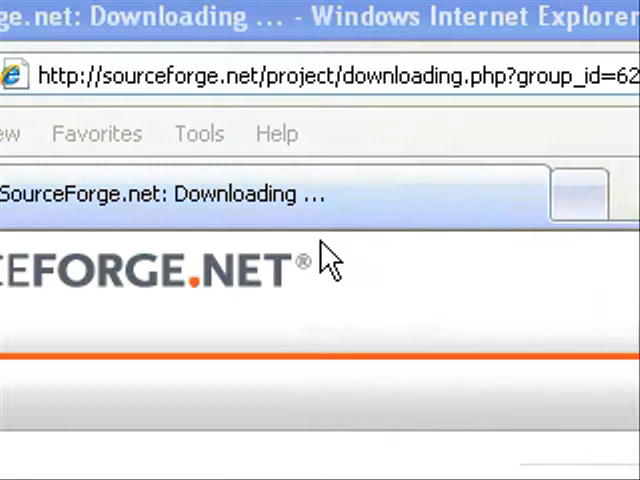 ge.net: Downloading ... - Windows Internet Explorer
http://sourceforge.net/project/downloading.php?group_id=62
ew Favorites Tools Help
SourceForge.net: Downloading ...
CEFORGE.NET®